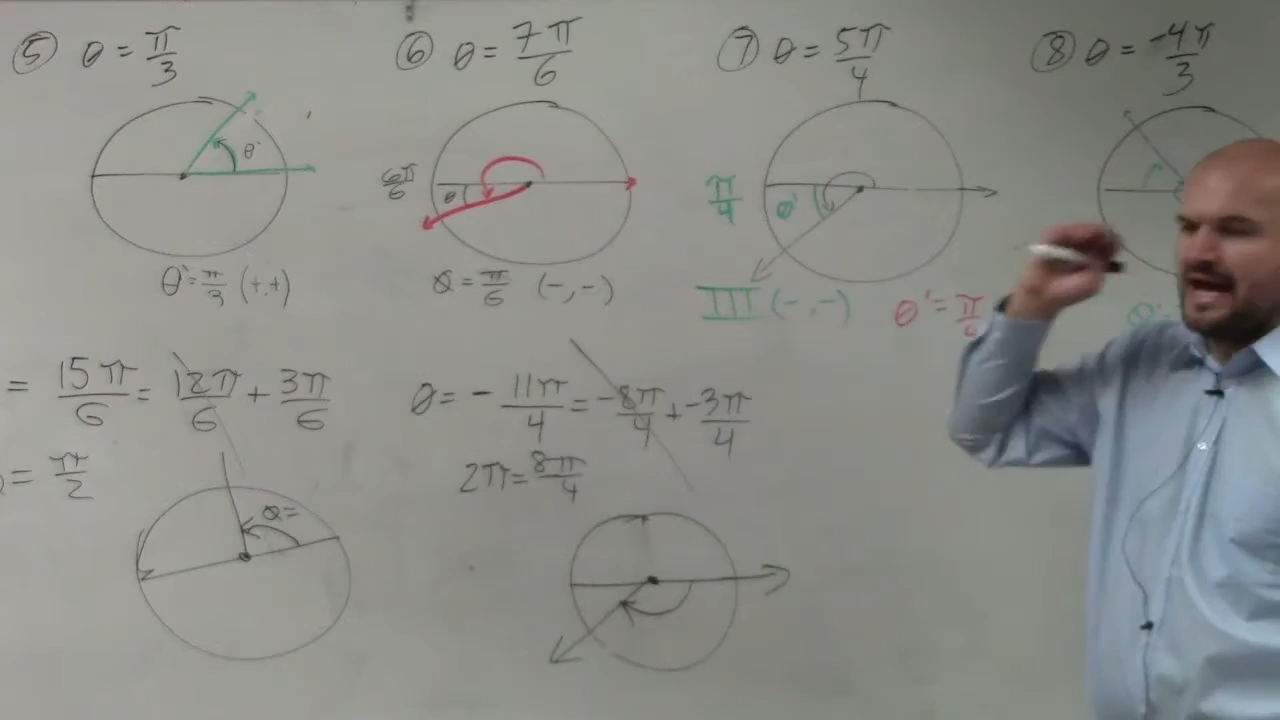 ⑤ θ = π/3
θ'
θ' = π/3 (+,+)
⑥ θ = 7π/6
6π/6
θ
θ = π/6 (-,-)
⑦ θ = 5π/4
π/4
θ'
III (-,-)
θ' = π/
⑧ θ = -4π/3
= 15π/6 = 12π/6 + 3π/6
= π/2
θ =
θ = - 11π/4 = -8π/4 + -3π/4
2π = 8π/4